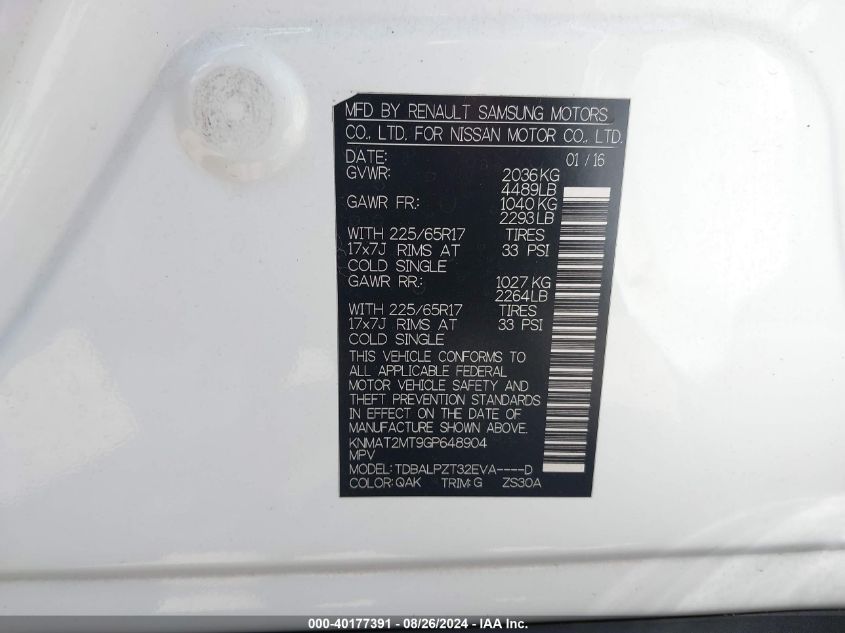 MFD BY RENAULT SAMSUNG MOTORS
CO., LTD. FOR NISSAN MOTOR CO., LTD.
DATE: 01 / 16
GVWR: 2036 KG
4489LB
GAWR FR.: 1040 KG
2293LB
WITH 225/65R17 TIRES
17x7J RIMS AT 33 PSI
COLD SINGLE
GAWR RR.: 1027 KG
2264LB
WITH 225/65R17 TIRES
17x7J RIMS AT 33 PSI
COLD SINGLE
THIS VEHICLE CONFORMS TO
ALL APPLICABLE FEDERAL
MOTOR VEHICLE SAFETY AND
THEFT PREVENTION STANDARDS
IN EFFECT ON THE DATE OF
MANUFACTURE SHOWN ABOVE.
KNMAT2MT9GP648904
MPV
MODEL: TDBALPZT32EVA----D
COLOR: QAK TRIM: G ZS30A
000-40177391 - 08/26/2024 - IAA Inc.